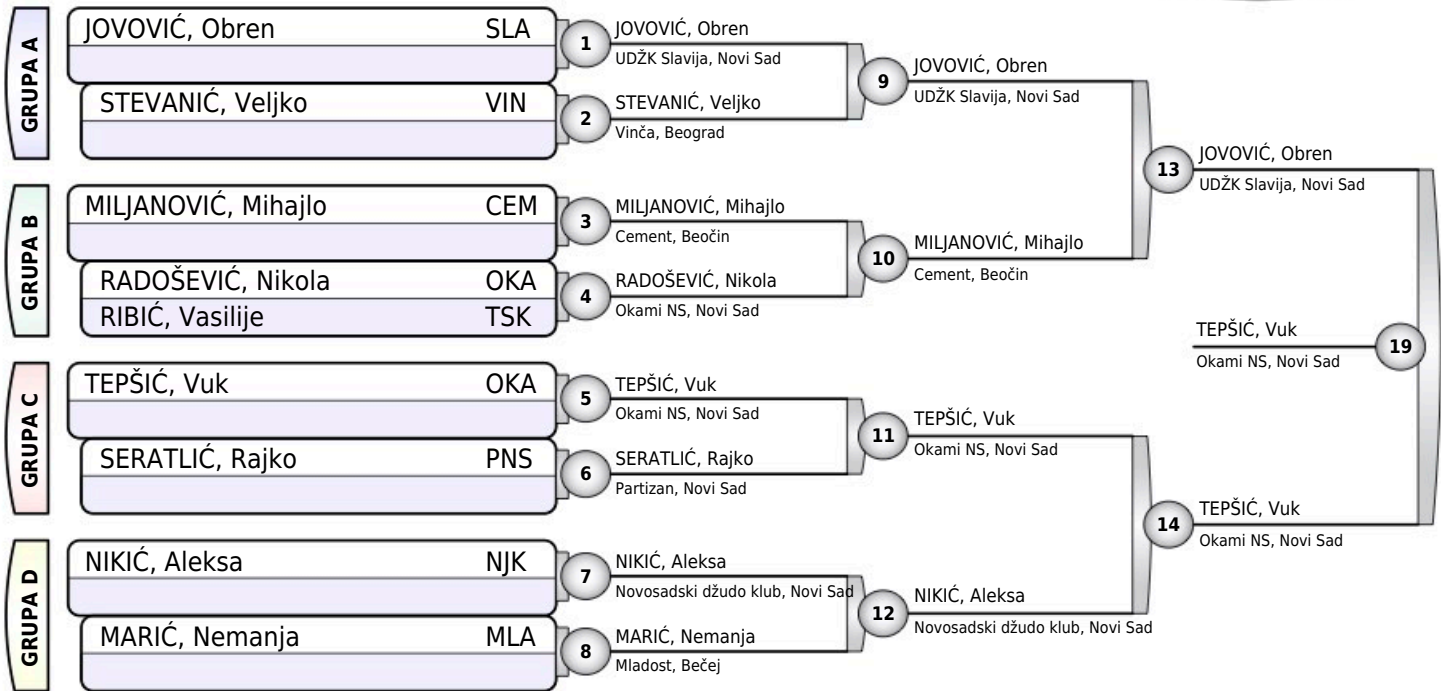 GRUPA A
JOVOVIĆ, Obren SLA
STEVANIĆ, Veljko VIN
GRUPA B
MILJANOVIĆ, Mihajlo CEM
RADOŠEVIĆ, Nikola OKA
RIBIĆ, Vasilije TSK
GRUPA C
TEPŠIĆ, Vuk OKA
SERATLIĆ, Rajko PNS
GRUPA D
NIKIĆ, Aleksa NJK
MARIĆ, Nemanja MLA
1
JOVOVIĆ, Obren
UDŽK Slavija, Novi Sad
2
STEVANIĆ, Veljko
Vinča, Beograd
3
MILJANOVIĆ, Mihajlo
Cement, Beočin
4
RADOŠEVIĆ, Nikola
Okami NS, Novi Sad
5
TEPŠIĆ, Vuk
Okami NS, Novi Sad
6
SERATLIĆ, Rajko
Partizan, Novi Sad
7
NIKIĆ, Aleksa
Novosadski džudo klub, Novi Sad
8
MARIĆ, Nemanja
Mladost, Bečej
9
JOVOVIĆ, Obren
UDŽK Slavija, Novi Sad
10
MILJANOVIĆ, Mihajlo
Cement, Beočin
11
TEPŠIĆ, Vuk
Okami NS, Novi Sad
12
NIKIĆ, Aleksa
Novosadski džudo klub, Novi Sad
13
JOVOVIĆ, Obren
UDŽK Slavija, Novi Sad
14
TEPŠIĆ, Vuk
Okami NS, Novi Sad
TEPŠIĆ, Vuk
Okami NS, Novi Sad
19